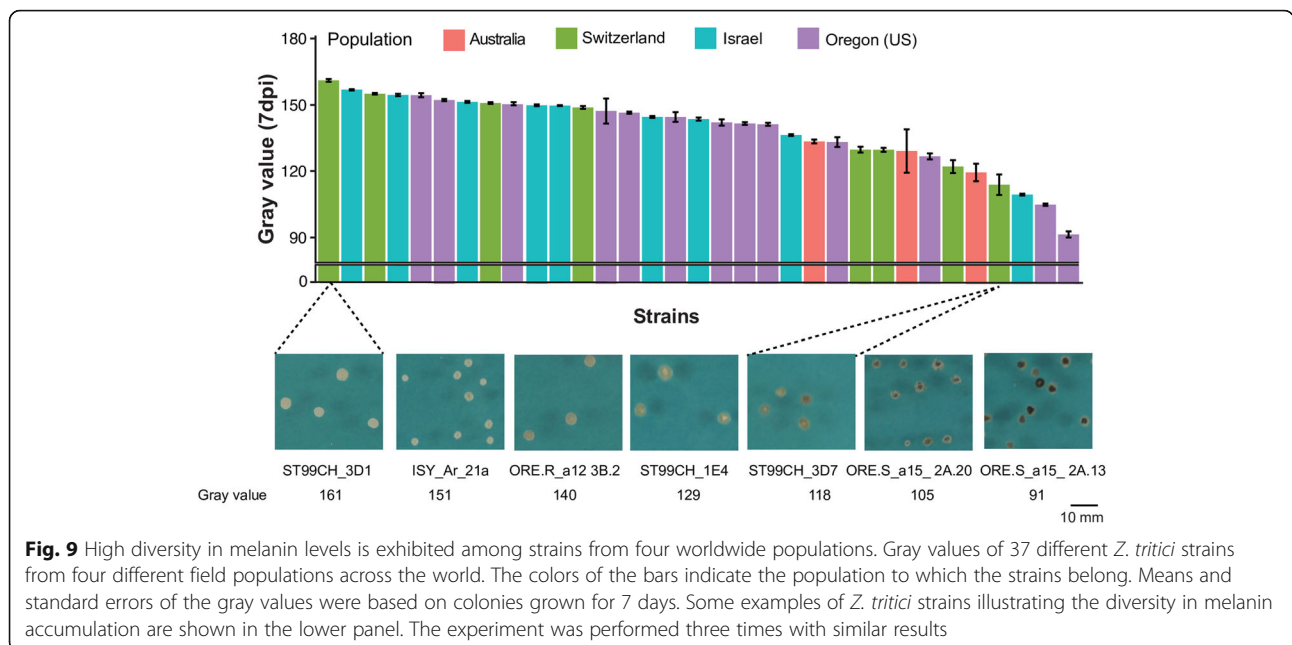 Population Australia Switzerland Israel Oregon (US)
180
150
120
90
0
Gray value (7dpi)
Strains
ST99CH_3D1 ISY_Ar_21a ORE.R_a12 3B.2 ST99CH_1E4 ST99CH_3D7 ORE.S_a15_ 2A.20 ORE.S_a15_ 2A.13
Gray value 161 151 140 129 118 105 91
10 mm
Fig. 9 High diversity in melanin levels is exhibited among strains from four worldwide populations. Gray values of 37 different Z. tritici strains
from four different field populations across the world. The colors of the bars indicate the population to which the strains belong. Means and
standard errors of the gray values were based on colonies grown for 7 days. Some examples of Z. tritici strains illustrating the diversity in melanin
accumulation are shown in the lower panel. The experiment was performed three times with similar results